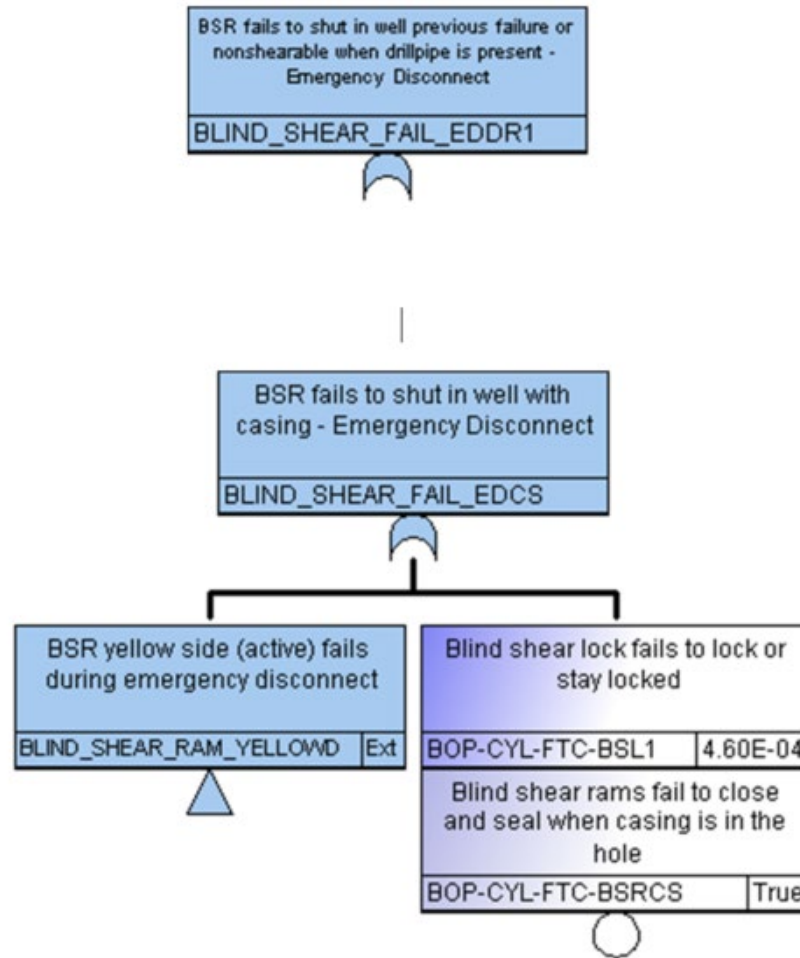 BSR fails to shut in well previous failure or
nonshearable when drillpipe is present -
Emergency Disconnect
BLIND_SHEAR_FAIL_EDDR1
BSR fails to shut in well with
casing - Emergency Disconnect
BLIND_SHEAR_FAIL_EDCS
BSR yellow side (active) fails
during emergency disconnect
BLIND_SHEAR_RAM_YELLOWD Ext
Blind shear lock fails to lock or
stay locked
BOP-CYL-FTC-BSL1 4.60E-04
Blind shear rams fail to close
and seal when casing is in the
hole
BOP-CYL-FTC-BSRCS True